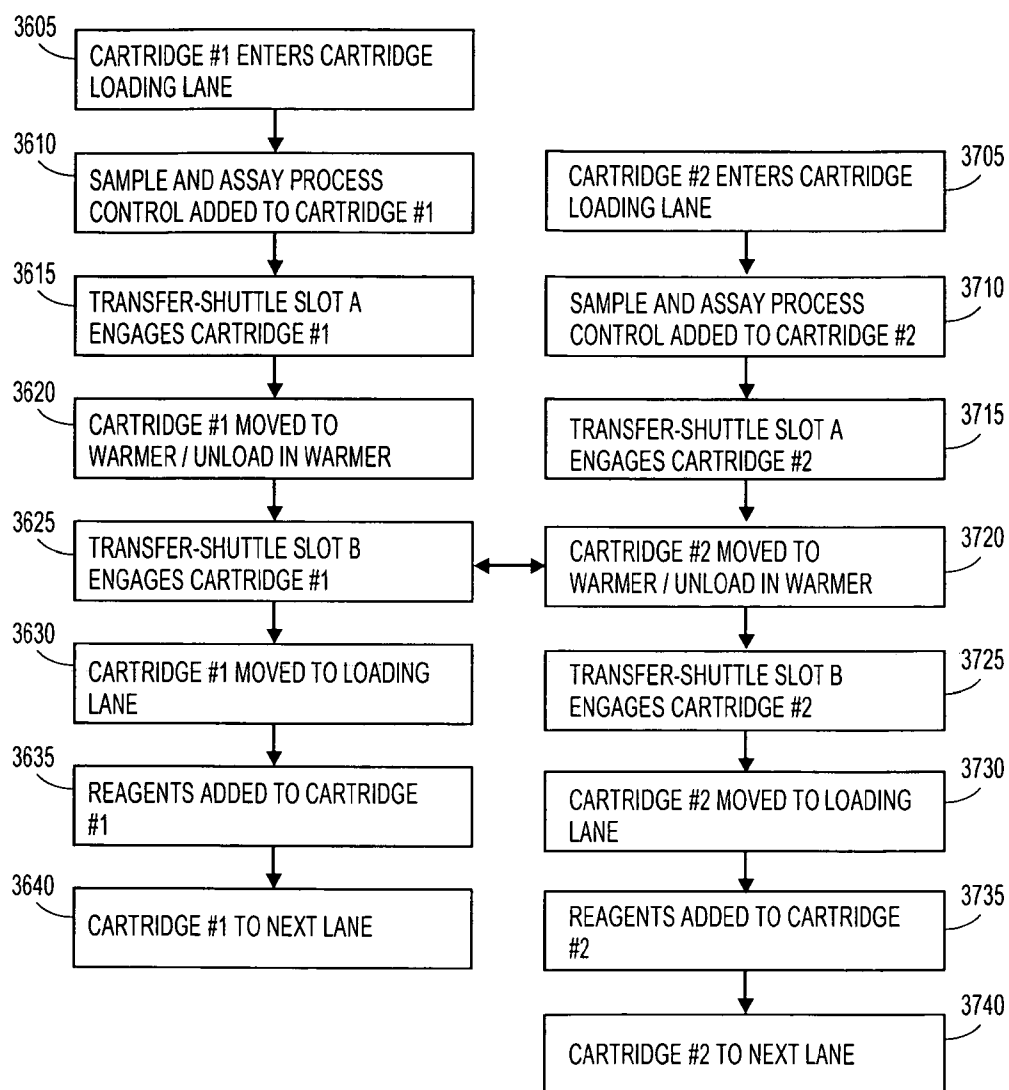 3605
CARTRIDGE #1 ENTERS CARTRIDGE
LOADING LANE
3610
SAMPLE AND ASSAY PROCESS
CONTROL ADDED TO CARTRIDGE #1
3615
TRANSFER-SHUTTLE SLOT A
ENGAGES CARTRIDGE #1
3620
CARTRIDGE #1 MOVED TO
WARMER / UNLOAD IN WARMER
3625
TRANSFER-SHUTTLE SLOT B
ENGAGES CARTRIDGE #1
3630
CARTRIDGE #1 MOVED TO LOADING
LANE
3635
REAGENTS ADDED TO CARTRIDGE
#1
3640
CARTRIDGE #1 TO NEXT LANE
3705
CARTRIDGE #2 ENTERS CARTRIDGE
LOADING LANE
3710
SAMPLE AND ASSAY PROCESS
CONTROL ADDED TO CARTRIDGE #2
3715
TRANSFER-SHUTTLE SLOT A
ENGAGES CARTRIDGE #2
3720
CARTRIDGE #2 MOVED TO
WARMER / UNLOAD IN WARMER
3725
TRANSFER-SHUTTLE SLOT B
ENGAGES CARTRIDGE #2
3730
CARTRIDGE #2 MOVED TO LOADING
LANE
3735
REAGENTS ADDED TO CARTRIDGE
#2
3740
CARTRIDGE #2 TO NEXT LANE